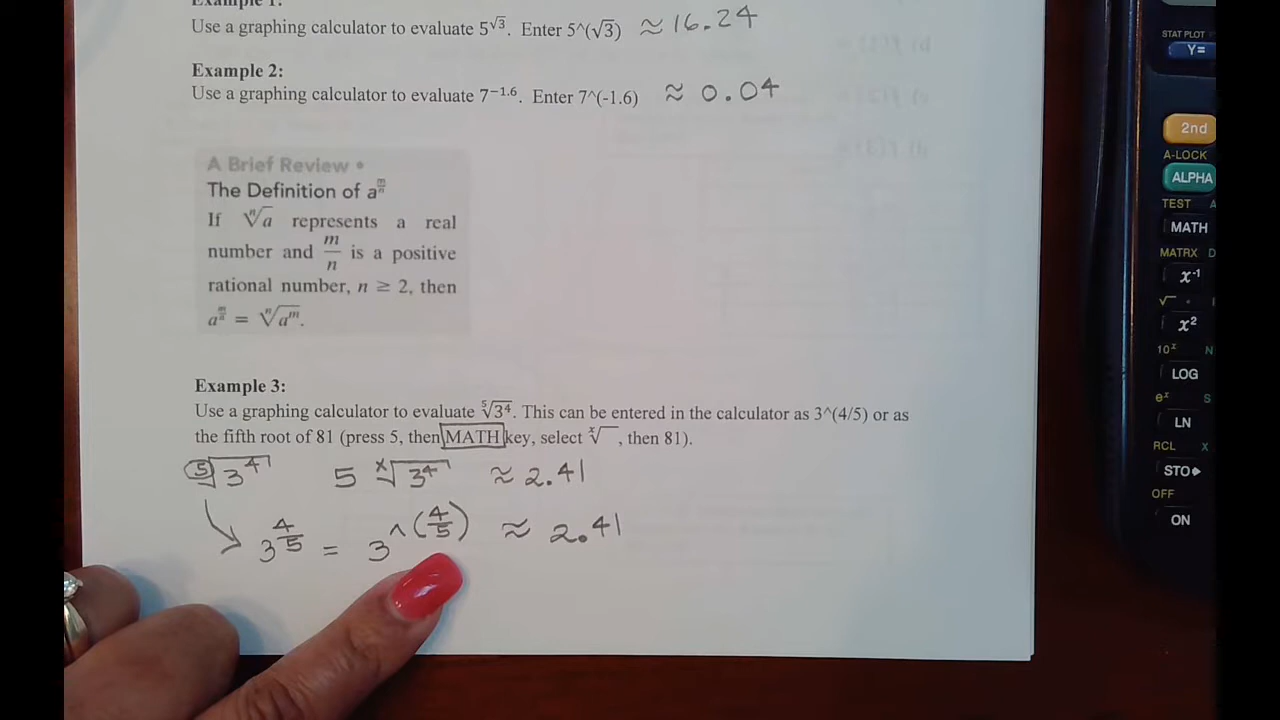 Example 1:
Use a graphing calculator to evaluate 5^√3. Enter 5^(√3) ≈ 16.24
Example 2:
Use a graphing calculator to evaluate 7^−1.6. Enter 7^(-1.6) ≈ 0.04
A Brief Review •
The Definition of a^(m/n)
If ⁿ√a represents a real
number and m/n is a positive
rational number, n ≥ 2, then
a^(m/n) = ⁿ√a^m.
Example 3:
Use a graphing calculator to evaluate ⁵√3⁴. This can be entered in the calculator as 3^(4/5) or as
the fifth root of 81 (press 5, then MATH key, select ˣ√ , then 81).
⁵√3⁴ 5 ˣ√3⁴ ≈ 2.41
3^(4/5) = 3^(4/5) ≈ 2.41
STAT PLOT
Y=
2nd
A-LOCK
ALPHA
TEST A
MATH
MATRX D
x⁻¹
√ I
x²
10ˣ N
LOG
eˣ S
LN
RCL X
STO▸
OFF
ON